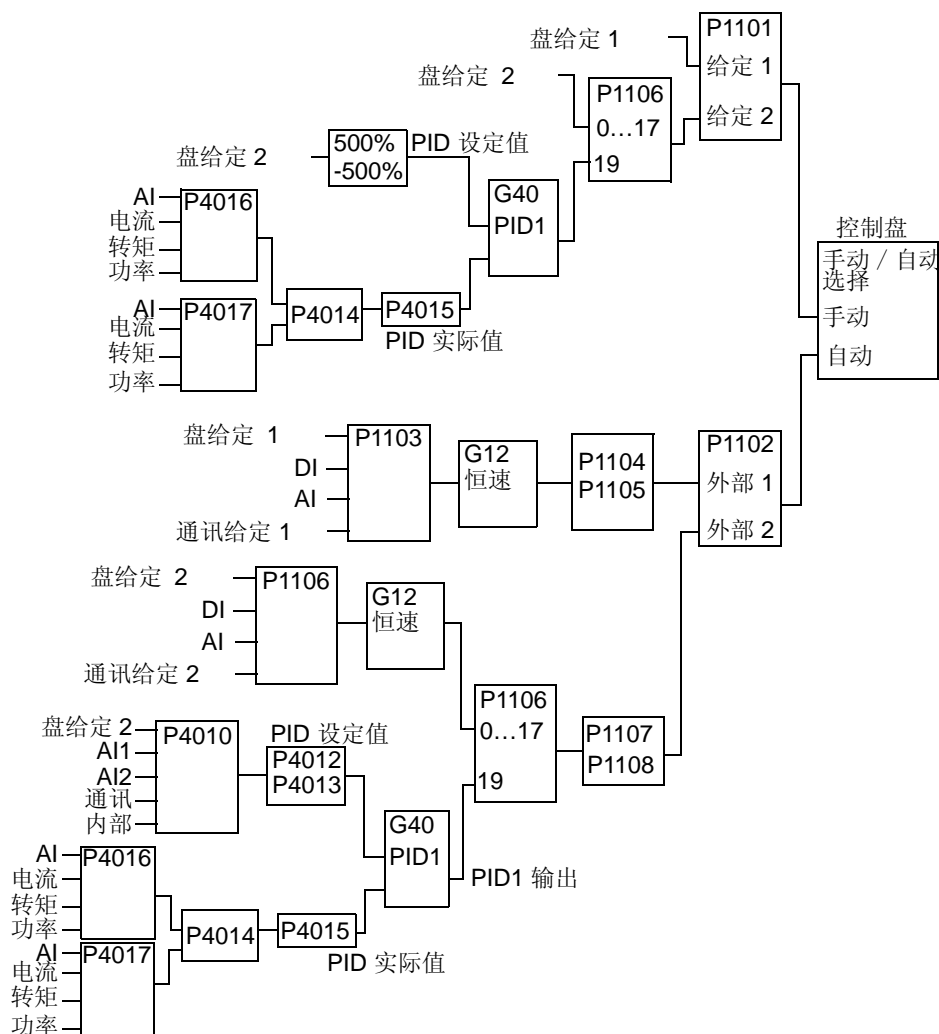 盘给定 1
P1101
给定 1
给定 2
盘给定 2
P1106
0…17
19
盘给定 2
500%
-500%
PID 设定值
G40
PID1
AI
电流
转矩
功率
P4016
AI
电流
转矩
功率
P4017
P4014
P4015
PID 实际值
控制盘
手动 / 自动
选择
手动
自动
盘给定 1
DI
AI
通讯给定 1
P1103
G12
恒速
P1104
P1105
P1102
外部 1
外部 2
盘给定 2
DI
AI
通讯给定 2
P1106
G12
恒速
P1106
0…17
19
P1107
P1108
盘给定 2
AI1
AI2
通讯
内部
P4010
PID 设定值
P4012
P4013
G40
PID1
PID1 输出
AI
电流
转矩
功率
P4016
AI
电流
转矩
功率
P4017
P4014
P4015
PID 实际值